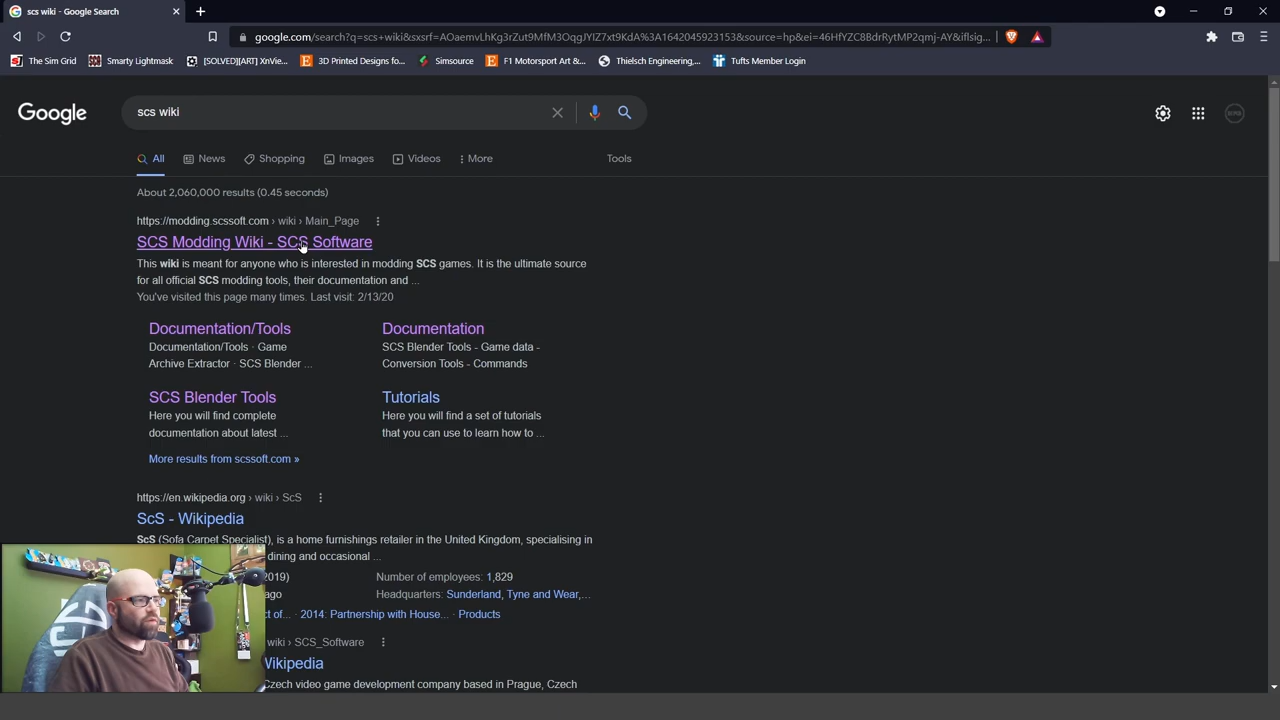 scs wiki - Google Search
google.com/search?q=scs+wiki&sxsrf=AOaemvLhKg3rZut9MfM3OqgJYIZ7xt9KdA%3A1642045923153&source=hp&ei=46HfYZC8BdrRytMP2qmj-AY&iflsig...
The Sim Grid
Smarty Lightmask
[SOLVED][ART] XnVie...
3D Printed Designs fo...
Simsource
F1 Motorsport Art &...
Thielsch Engineering,...
Tufts Member Login
Google
scs wiki
All
News
Shopping
Images
Videos
More
Tools
About 2,060,000 results (0.45 seconds)
https://modding.scssoft.com › wiki › Main_Page
SCS Modding Wiki - SCS Software
This wiki is meant for anyone who is interested in modding SCS games. It is the ultimate source
for all official SCS modding tools, their documentation and ...
You've visited this page many times. Last visit: 2/13/20
Documentation/Tools
Documentation/Tools · Game
Archive Extractor · SCS Blender ...
Documentation
SCS Blender Tools - Game data -
Conversion Tools - Commands
SCS Blender Tools
Here you will find complete
documentation about latest ...
Tutorials
Here you will find a set of tutorials
that you can use to learn how to ...
More results from scssoft.com »
https://en.wikipedia.org › wiki › ScS
ScS - Wikipedia
ScS (Sofa Carpet Specialist), is a home furnishings retailer in the United Kingdom, specialising in
dining and occasional ...
2019)
Number of employees: 1,829
ago
Headquarters: Sunderland, Tyne and Wear,...
ct of... · 2014: Partnership with House... · Products
wiki › SCS_Software
Wikipedia
Czech video game development company based in Prague, Czech